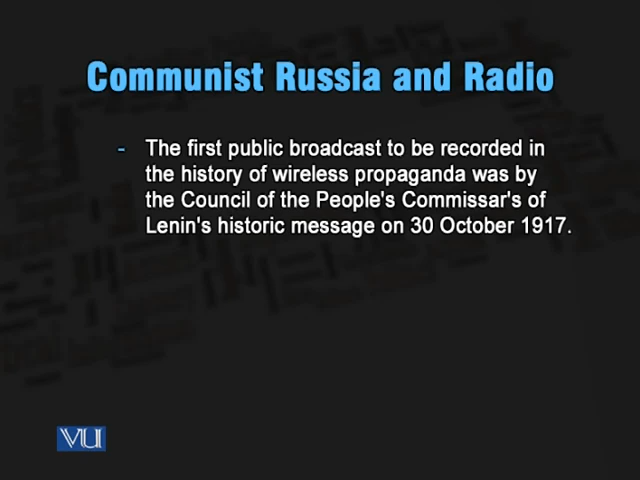 Communist Russia and Radio
- The first public broadcast to be recorded in
the history of wireless propaganda was by
the Council of the People's Commissar's of
Lenin's historic message on 30 October 1917.
VU